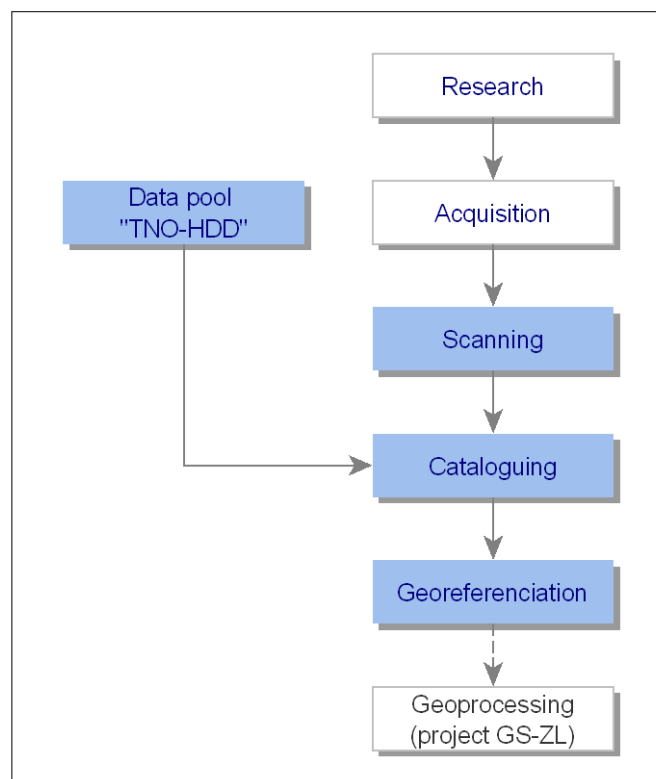 Research
Data pool
"TNO-HDD"
Acquisition
Scanning
Cataloguing
Georeferenciation
Geoprocessing
(project GS-ZL)